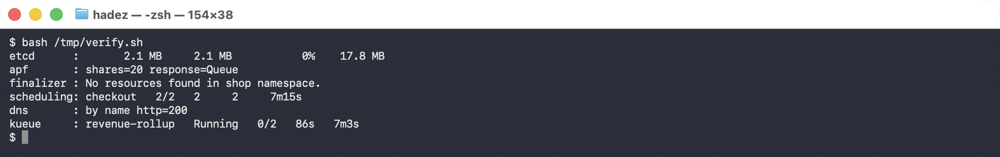 hadez — -zsh — 154×38
$ bash /tmp/verify.sh
etcd      :       2.1 MB     2.1 MB           0%    17.8 MB
apf       : shares=20 response=Queue
finalizer : No resources found in shop namespace.
scheduling: checkout   2/2   2     2     7m15s
dns       : by name http=200
kueue     : revenue-rollup   Running   0/2   86s   7m3s
$